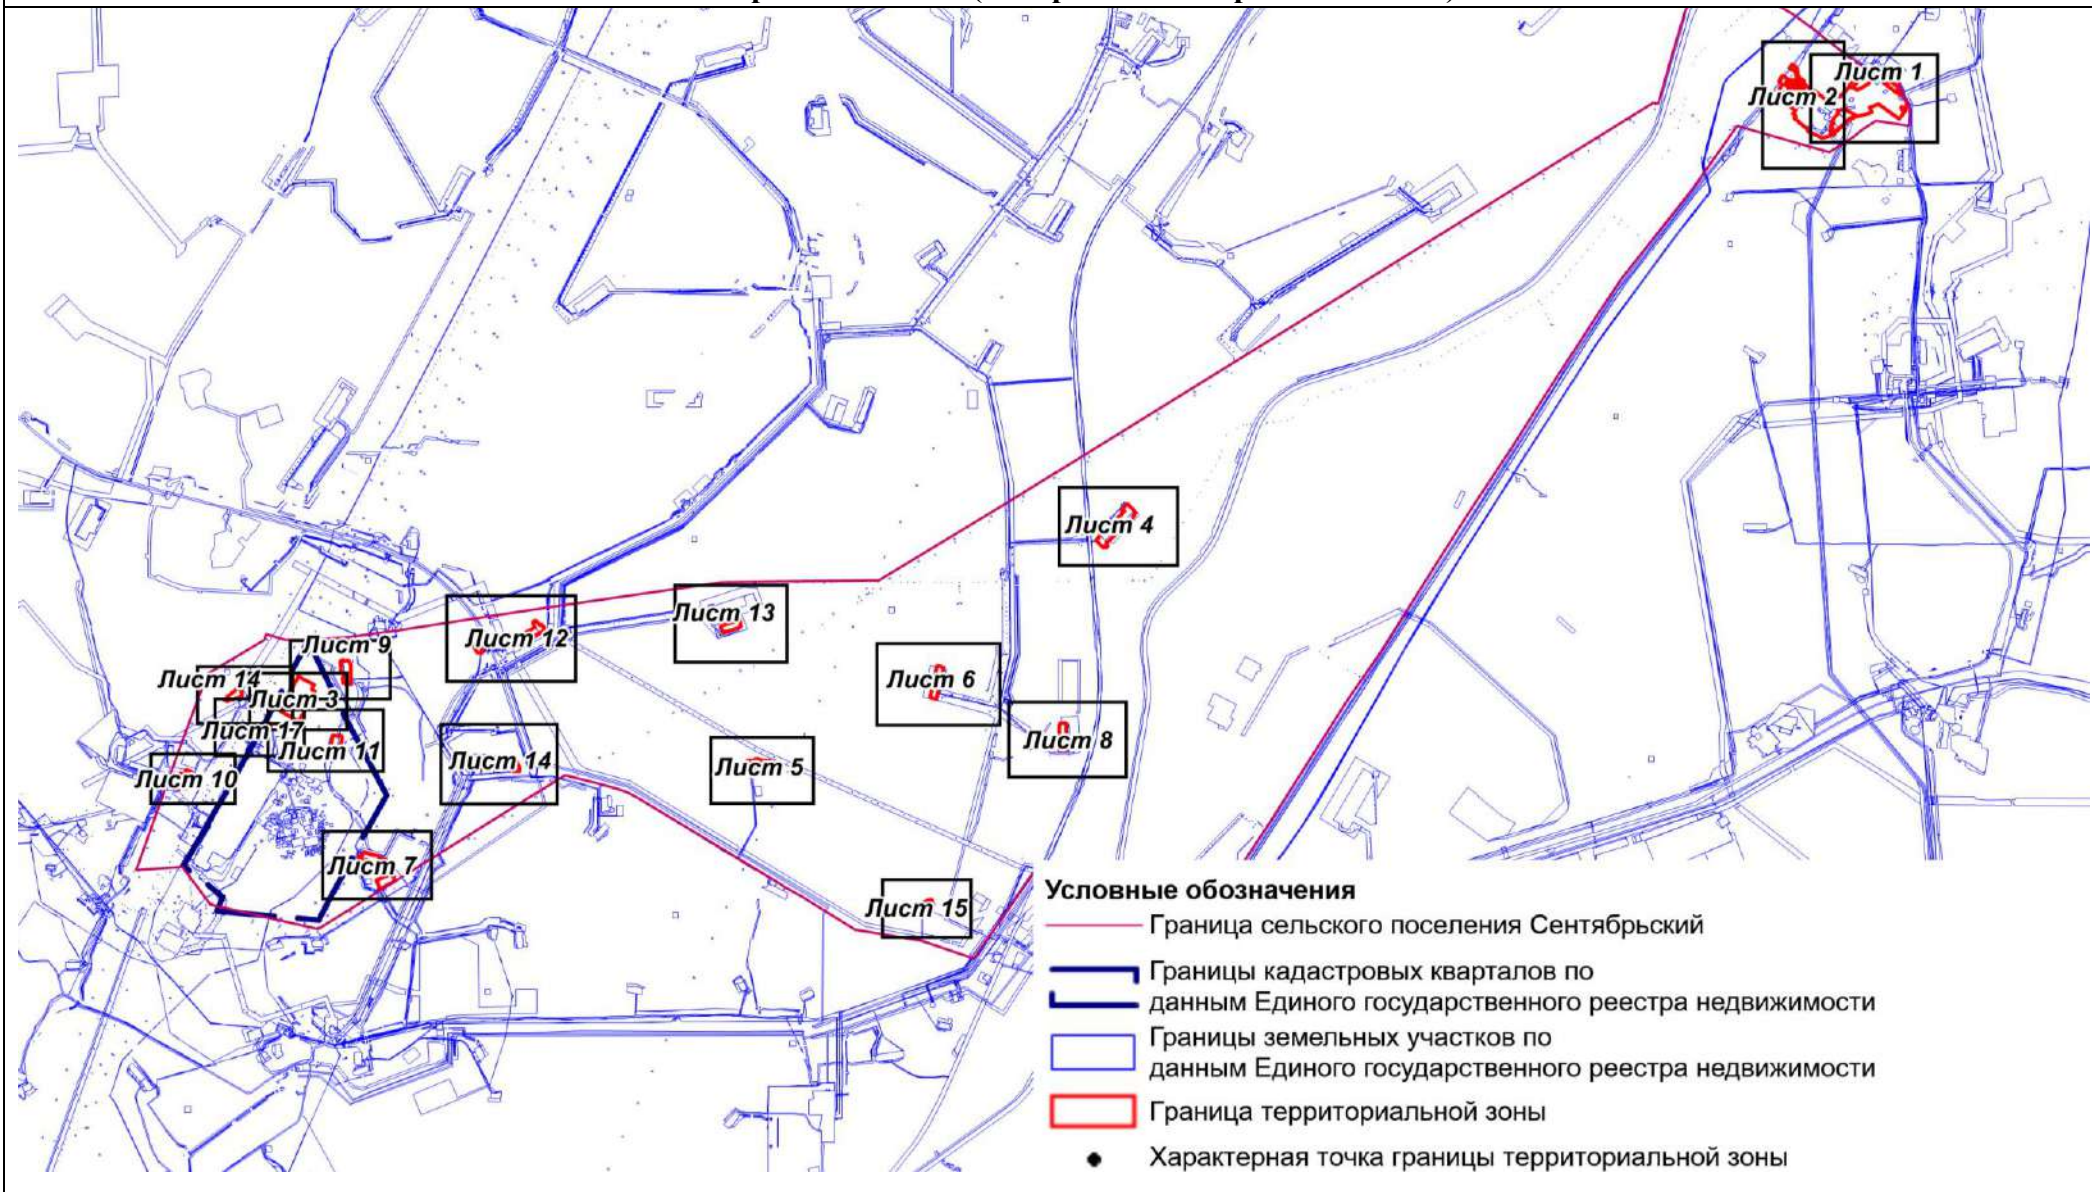 Лист 1
Лист 2
Лист 4
Лист 13
Лист 12
Лист 9
Лист 14
Лист 3
Лист 6
Лист 17
Лист 11
Лист 8
Лист 10
Лист 14
Лист 5
Лист 7
Лист 15
Условные обозначения
Граница сельского поселения Сентябрьский
Границы кадастровых кварталов по
данным Единого государственного реестра недвижимости
Границы земельных участков по
данным Единого государственного реестра недвижимости
Граница территориальной зоны
Характерная точка границы территориальной зоны